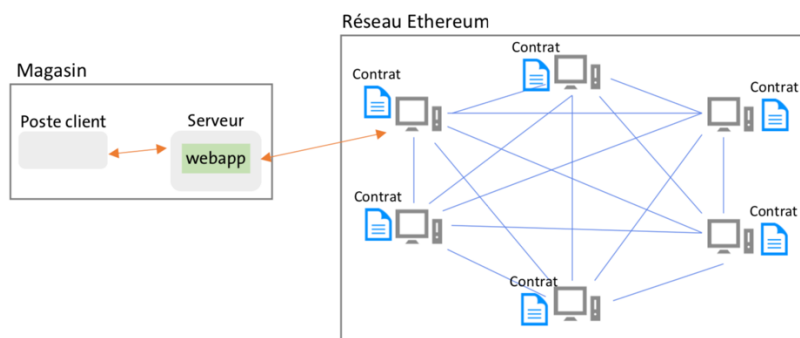 Réseau Ethereum
Magasin
Poste client
Serveur
webapp
Contrat
Contrat
Contrat
Contrat
Contrat
Contrat